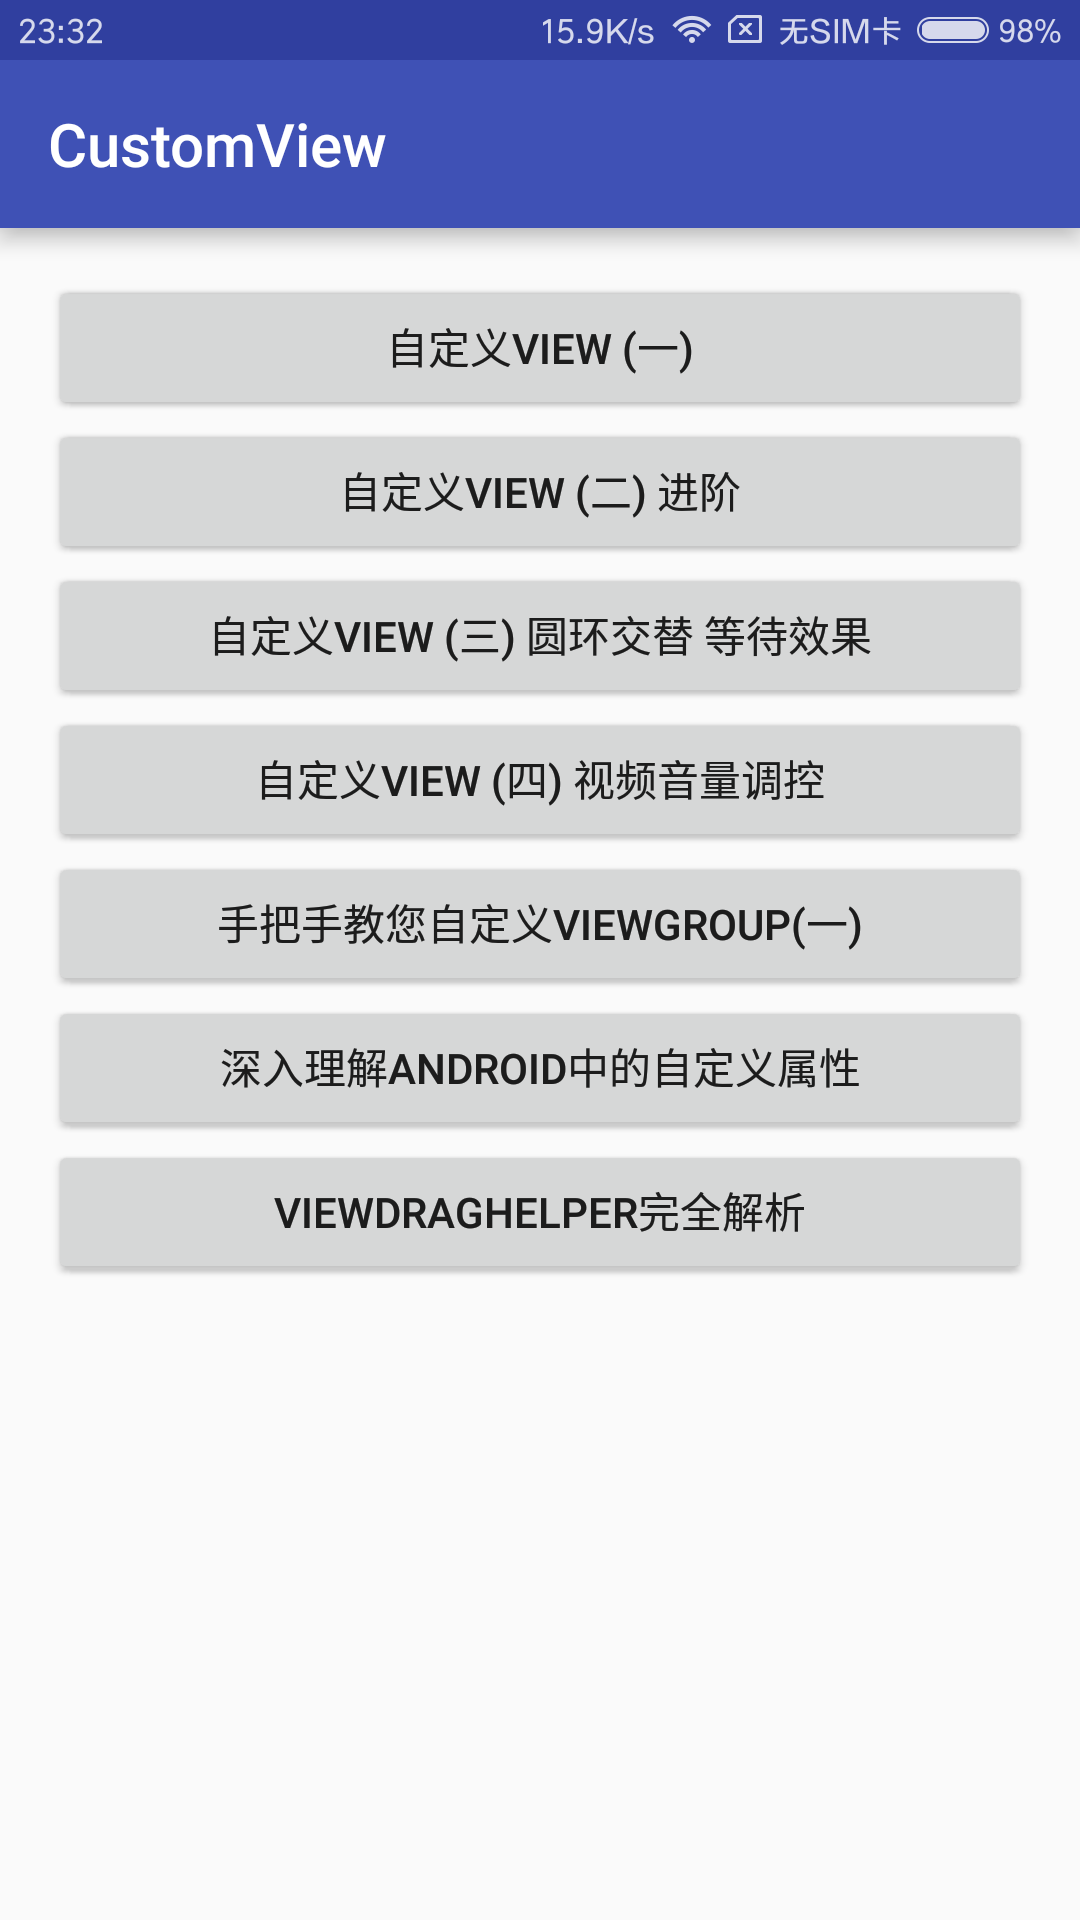 23:32 15.9K/s 无SIM卡 98%
CustomView
自定义VIEW (一)
自定义VIEW (二) 进阶
自定义VIEW (三) 圆环交替 等待效果
自定义VIEW (四) 视频音量调控
手把手教您自定义VIEWGROUP(一)
深入理解ANDROID中的自定义属性
VIEWDRAGHELPER完全解析